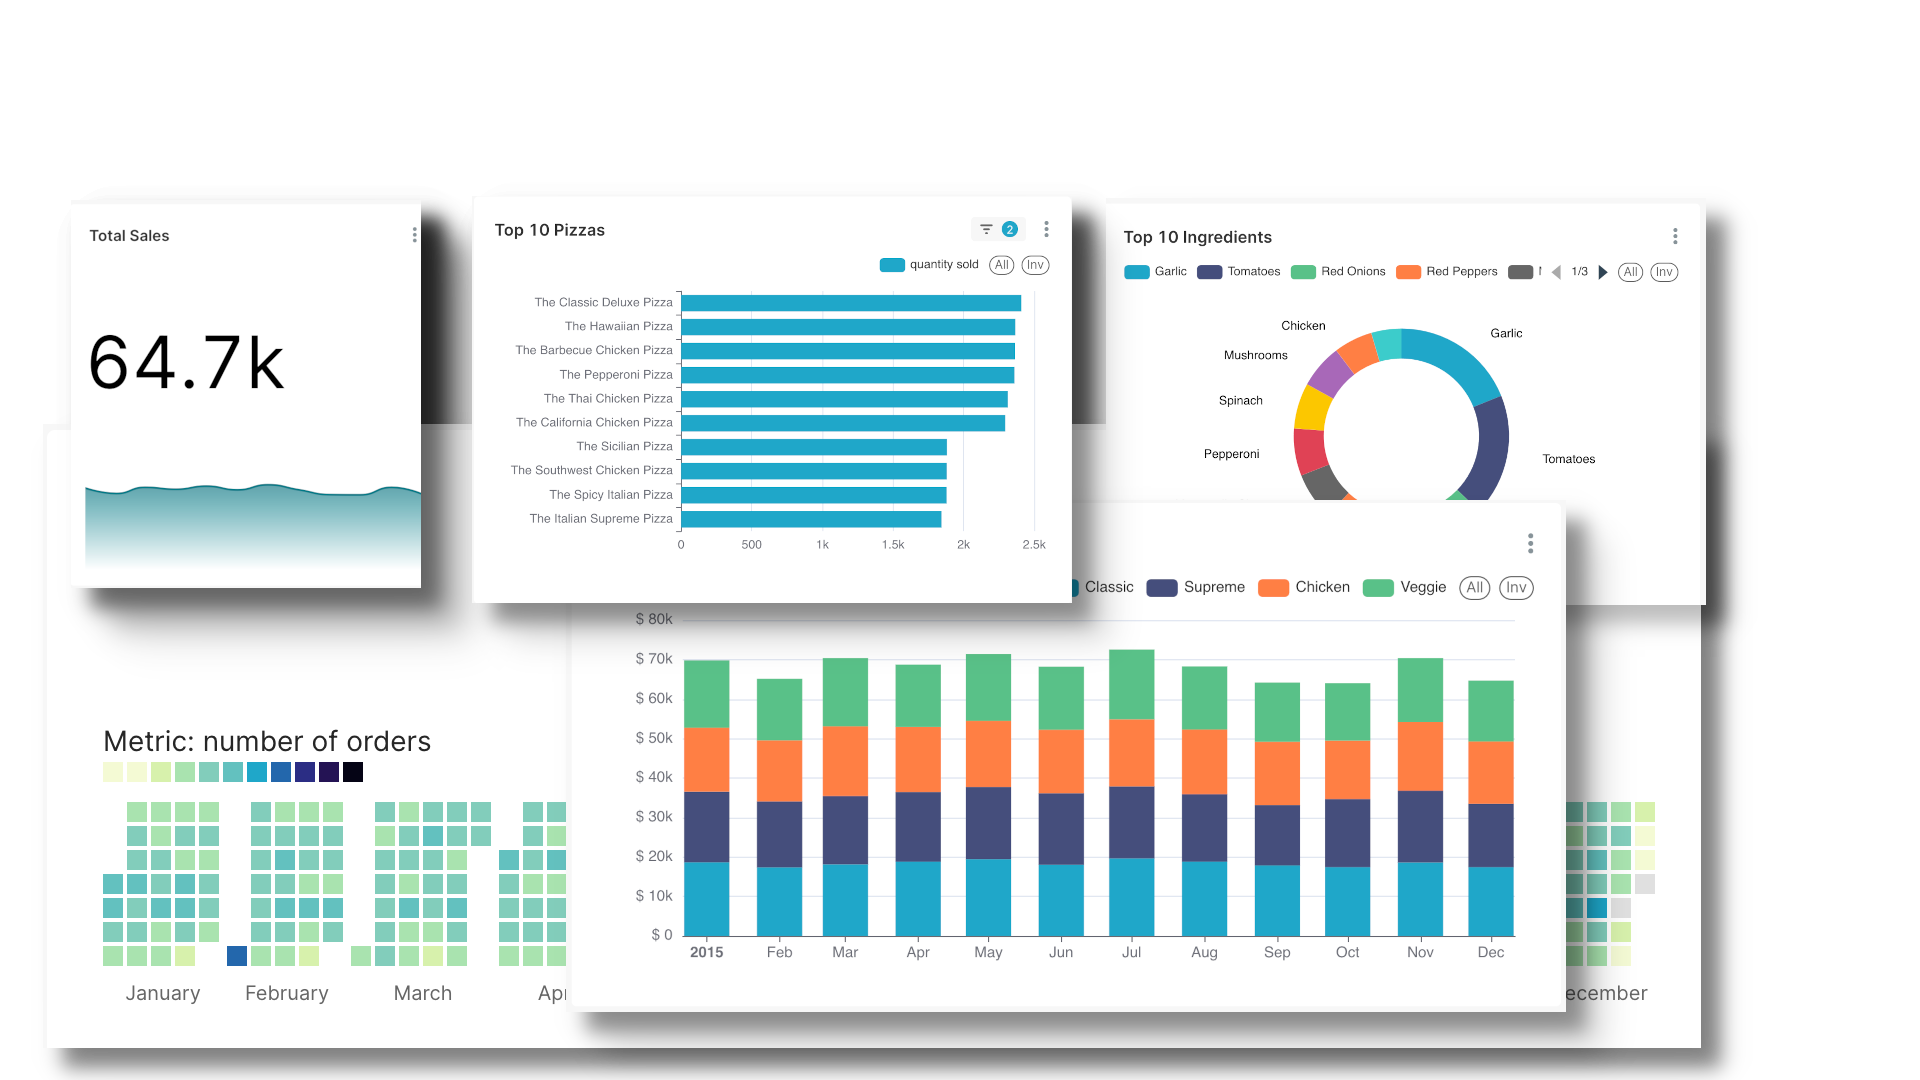 Total Sales
64.7k
Top 10 Pizzas
2
quantity sold All Inv
The Classic Deluxe Pizza
The Hawaiian Pizza
The Barbecue Chicken Pizza
The Pepperoni Pizza
The Thai Chicken Pizza
The California Chicken Pizza
The Sicilian Pizza
The Southwest Chicken Pizza
The Spicy Italian Pizza
The Italian Supreme Pizza
0 500 1k 1.5k 2k 2.5k
Top 10 Ingredients
Garlic Tomatoes Red Onions Red Peppers 1/3 All Inv
Chicken
Garlic
Mushrooms
Spinach
Pepperoni
Tomatoes
Classic Supreme Chicken Veggie All Inv
$ 80k
$ 70k
$ 60k
$ 50k
$ 40k
$ 30k
$ 20k
$ 10k
$ 0
2015 Feb Mar Apr May Jun Jul Aug Sep Oct Nov Dec
Metric: number of orders
January February March Ap ecember